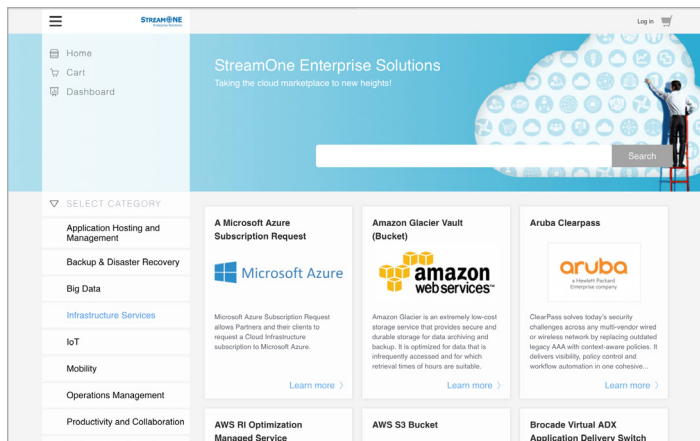 STREAM ONE
Enterprise Solutions
Log in
Home
Cart
Dashboard
StreamOne Enterprise Solutions
Taking the cloud marketplace to new heights!
Search
SELECT CATEGORY
Application Hosting and
Management
Backup & Disaster Recovery
Big Data
Infrastructure Services
IoT
Mobility
Operations Management
Productivity and Collaboration
A Microsoft Azure
Subscription Request
Microsoft Azure
Microsoft Azure Subscription Request
allows Partners and their clients to
request a Cloud Infrastructure
subscription to Microsoft Azure.
Learn more
Amazon Glacier Vault
(Bucket)
amazon
webservices™
Amazon Glacier is an extremely low-cost
storage service that provides secure and
durable storage for data archiving and
backup. It is optimized for data that is
infrequently accessed and for which
retrieval times of hours are suitable.
Learn more
Aruba Clearpass
aruba
a Hewlett Packard
Enterprise company
ClearPass solves today's security
challenges across any multi-vendor wired
or wireless network by replacing outdated
legacy AAA with context-aware policies. It
delivers visibility, policy control and
workflow automation in one cohesive...
Learn more
AWS RI Optimization
Managed Service
AWS S3 Bucket
Brocade Virtual ADX
Application Delivery Switch